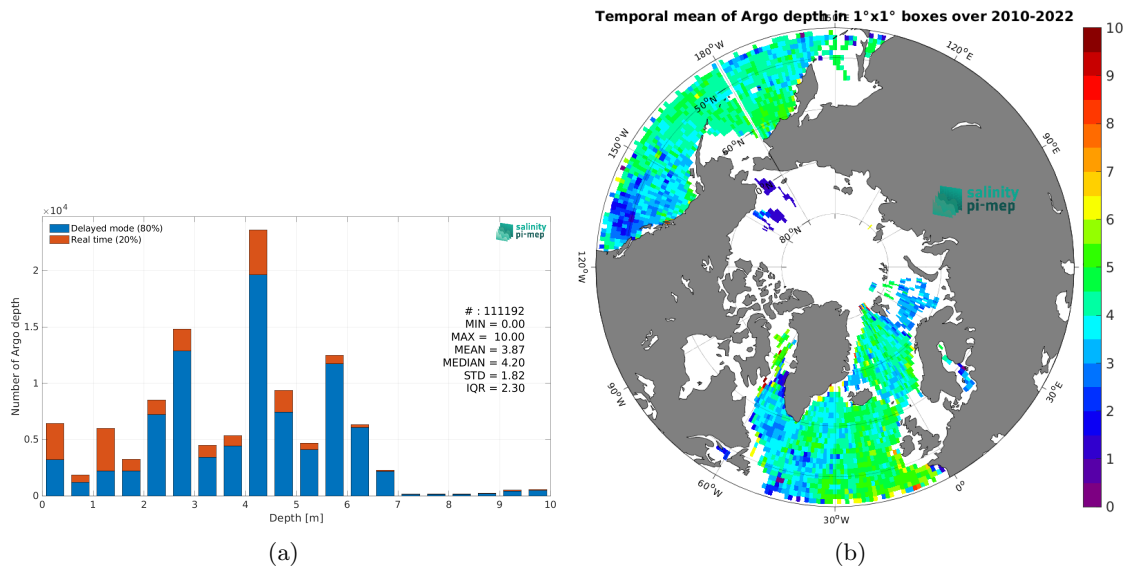 Temporal mean of Argo depth in 1°x1° boxes over 2010-2022
×10⁴
Delayed mode (80%)
Real time (20%)
salinity
pi-mep
# : 111192
MIN = 0.00
MAX = 10.00
MEAN = 3.87
MEDIAN = 4.20
STD = 1.82
IQR = 2.30
Number of Argo depth
2
1.5
1
0.5
0
0 1 2 3 4 5 6 7 8 9 10
Depth [m]
(a)
150°E
180°W
120°E
150°W
50°N
60°N
80°N
90°E
120°W
90°W
60°W
30°W
0°
30°E
60°E
salinity
pi-mep
10
9
8
7
6
5
4
3
2
1
0
(b)